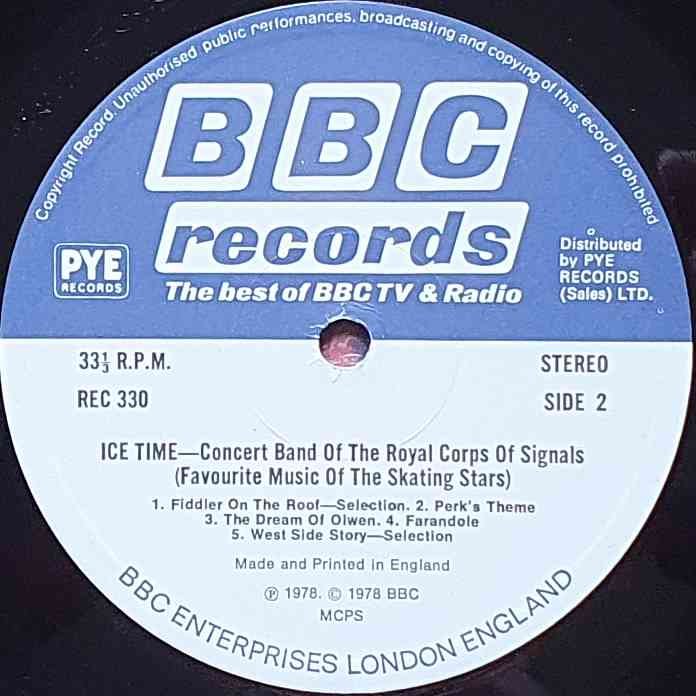 Copyright Record. Unauthorised public performances, broadcasting and copying of this record prohibited
BBC
records
The best of BBC TV & Radio
PYE
RECORDS
Distributed
by PYE
RECORDS
(Sales) LTD.
33⅓ R.P.M.
STEREO
REC 330
SIDE 2
ICE TIME—Concert Band Of The Royal Corps Of Signals
(Favourite Music Of The Skating Stars)
1. Fiddler On The Roof—Selection. 2. Perk's Theme
3. The Dream Of Olwen. 4. Farandole
5. West Side Story—Selection
Made and Printed in England
℗ 1978. © 1978 BBC
MCPS
BBC ENTERPRISES LONDON ENGLAND